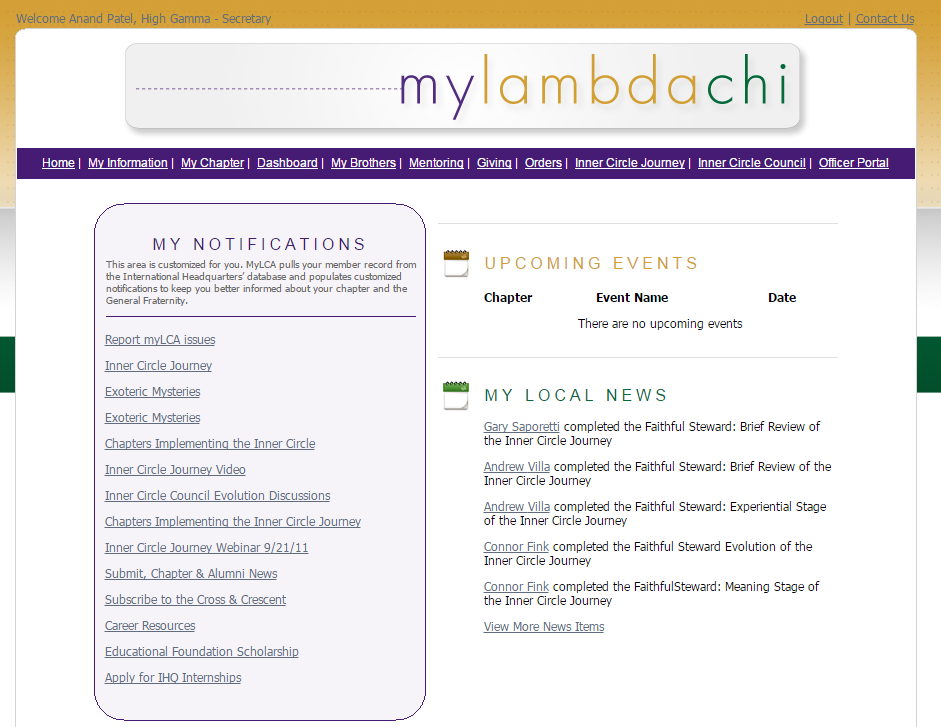 Welcome Anand Patel, High Gamma - Secretary
Logout | Contact Us
mylambdachi
Home | My Information | My Chapter | Dashboard | My Brothers | Mentoring | Giving | Orders | Inner Circle Journey | Inner Circle Council | Officer Portal
MY NOTIFICATIONS
This area is customized for you. MyLCA pulls your member record from
the International Headquarters' database and populates customized
notifications to keep you better informed about your chapter and the
General Fraternity.
Report myLCA issues
Inner Circle Journey
Exoteric Mysteries
Exoteric Mysteries
Chapters Implementing the Inner Circle
Inner Circle Journey Video
Inner Circle Council Evolution Discussions
Chapters Implementing the Inner Circle Journey
Inner Circle Journey Webinar 9/21/11
Submit, Chapter & Alumni News
Subscribe to the Cross & Crescent
Career Resources
Educational Foundation Scholarship
Apply for IHQ Internships
UPCOMING EVENTS
Chapter Event Name Date
There are no upcoming events
MY LOCAL NEWS
Gary Saporetti completed the Faithful Steward: Brief Review of
the Inner Circle Journey
Andrew Villa completed the Faithful Steward: Brief Review of the
Inner Circle Journey
Andrew Villa completed the Faithful Steward: Experiential Stage
of the Inner Circle Journey
Connor Fink completed the Faithful Steward Evolution of the
Inner Circle Journey
Connor Fink completed the FaithfulSteward: Meaning Stage of
the Inner Circle Journey
View More News Items